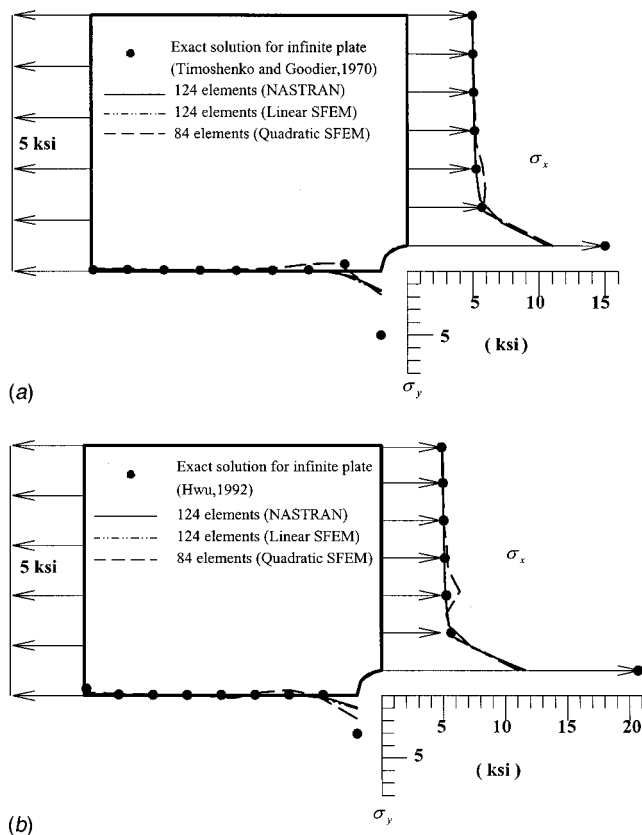 Exact solution for infinite plate
(Timoshenko and Goodier,1970)
124 elements (NASTRAN)
124 elements (Linear SFEM)
84 elements (Quadratic SFEM)
5 ksi
σx
5 10 15
5
( ksi )
σy
(a)
Exact solution for infinite plate
(Hwu,1992)
124 elements (NASTRAN)
124 elements (Linear SFEM)
84 elements (Quadratic SFEM)
5 ksi
σx
5 10 15 20
5
( ksi )
σy
(b)